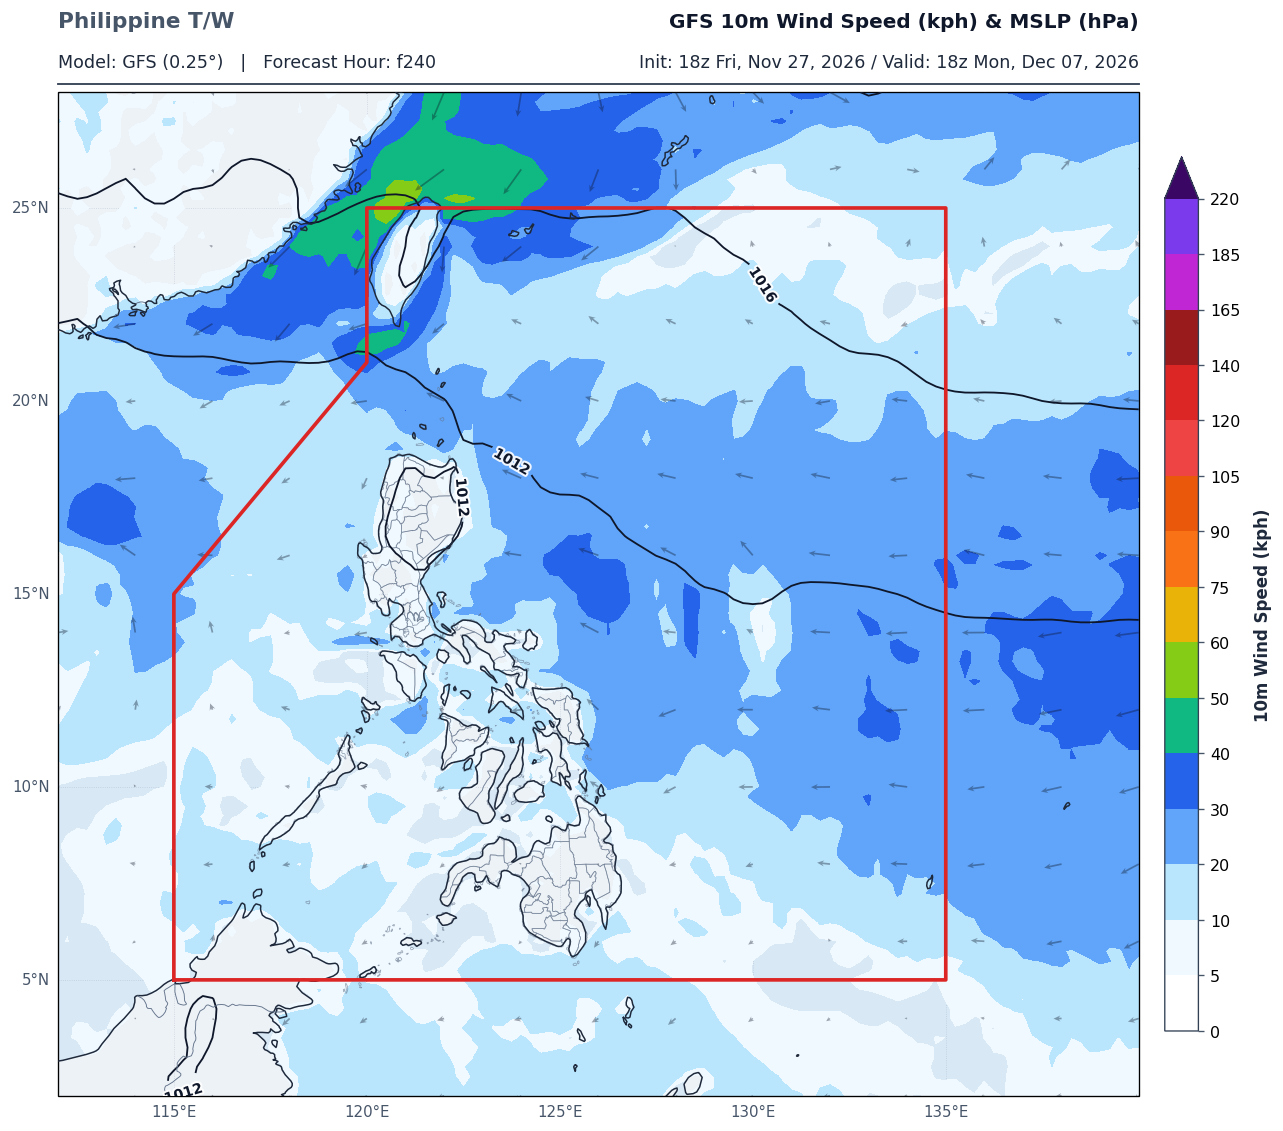 Philippine T/W
GFS 10m Wind Speed (kph) & MSLP (hPa)
Model: GFS (0.25°) | Forecast Hour: f240
Init: 18z Fri, Nov 27, 2026 / Valid: 18z Mon, Dec 07, 2026
25°N
20°N
15°N
10°N
5°N
115°E
120°E
125°E
130°E
135°E
1016
1012
1012
1012
220
185
165
140
120
105
90
75
60
50
40
30
20
10
5
0
10m Wind Speed (kph)